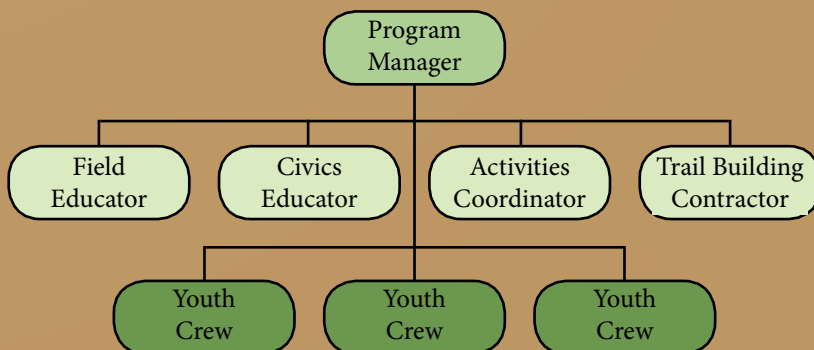 Program
Manager
Field
Educator
Civics
Educator
Activities
Coordinator
Trail Building
Contractor
Youth
Crew
Youth
Crew
Youth
Crew